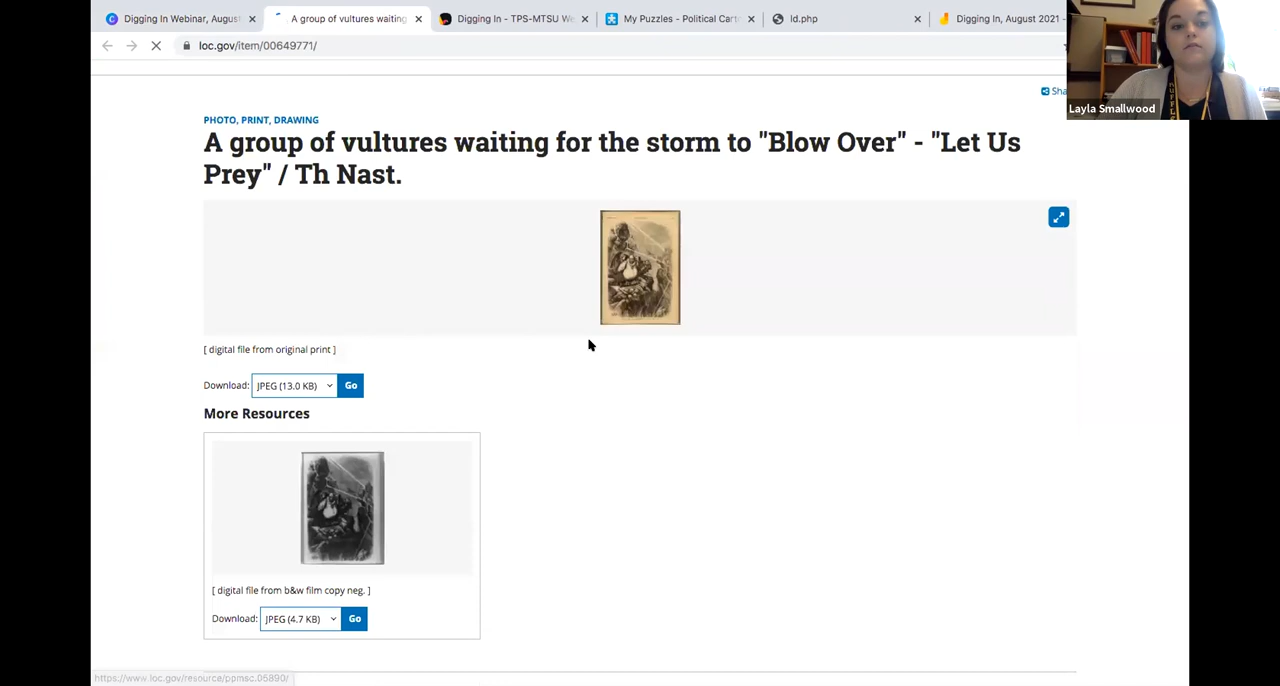 Digging In Webinar, Augus
A group of vultures waiting
Digging In - TPS-MTSU We
My Puzzles - Political Cart
ld.php
Digging In, August 2021 -
loc.gov/item/00649771/
Layla Smallwood
Sha
PHOTO, PRINT, DRAWING
A group of vultures waiting for the storm to "Blow Over" - "Let Us
Prey" / Th Nast.
[ digital file from original print ]
Download: JPEG (13.0 KB) Go
More Resources
[ digital file from b&w film copy neg. ]
Download: JPEG (4.7 KB) Go
https://www.loc.gov/resource/ppmsc.05890/